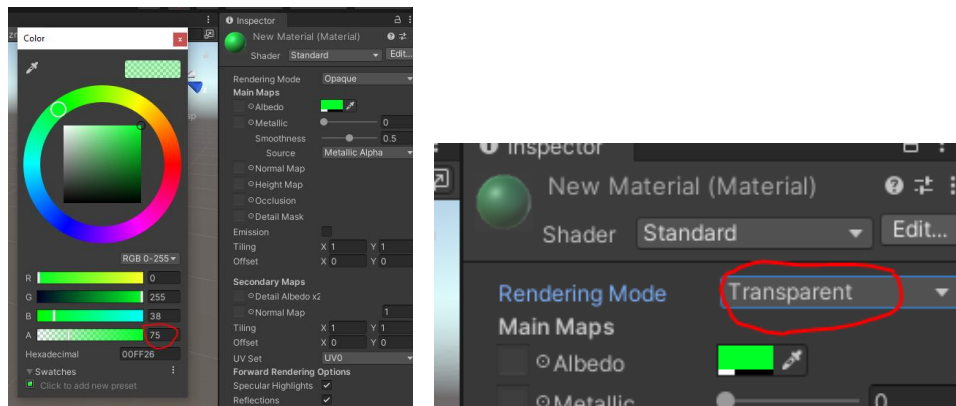 Color
R 0
G 255
B 38
A 75
RGB 0-255
Hexadecimal 00FF26
Swatches
Click to add new preset
Inspector
New Material (Material)
Shader Standard Edit...
Rendering Mode Opaque
Main Maps
Albedo
Metallic 0
Smoothness 0.5
Source Metallic Alpha
Normal Map
Height Map
Occlusion
Detail Mask
Emission
Tiling X 1 Y 1
Offset X 0 Y 0
Secondary Maps
Detail Albedo x2
Normal Map 1
Tiling X 1 Y 1
Offset X 0 Y 0
UV Set UV0
Forward Rendering Options
Specular Highlights
Reflections
Inspector
New Material (Material)
Shader Standard Edit...
Rendering Mode Transparent
Main Maps
Albedo
Metallic 0